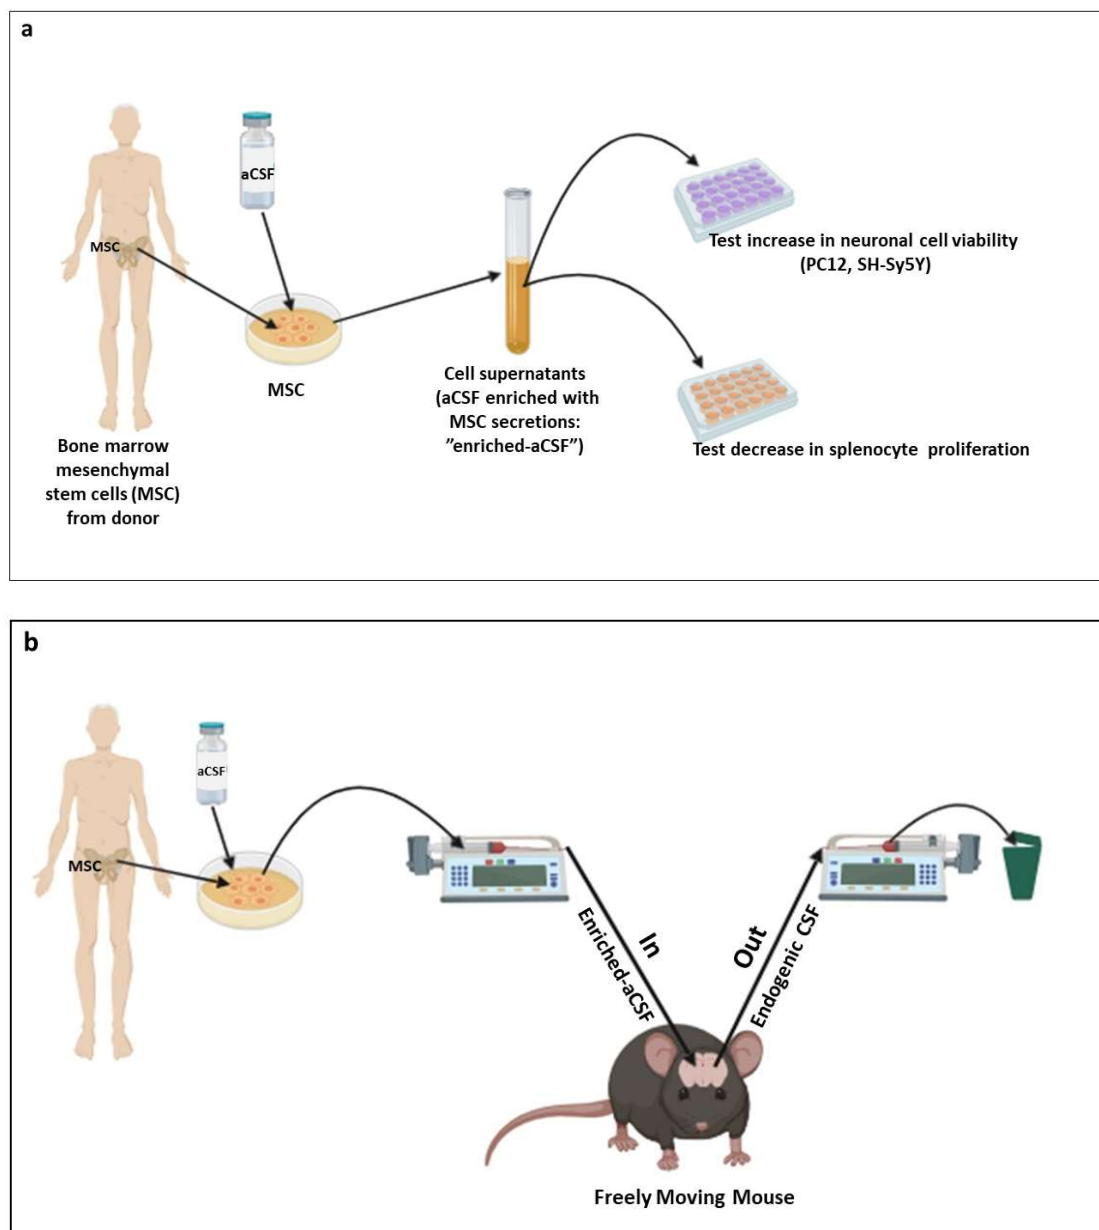 a
aCSF
MSC
MSC
Bone marrow
mesenchymal
stem cells (MSC)
from donor
Cell supernatants
(aCSF enriched with
MSC secretions:
”enriched-aCSF”)
Test increase in neuronal cell viability
(PC12, SH-Sy5Y)
Test decrease in splenocyte proliferation
b
aCSF
MSC
In
Enriched-aCSF
Out
Endogenic CSF
Freely Moving Mouse